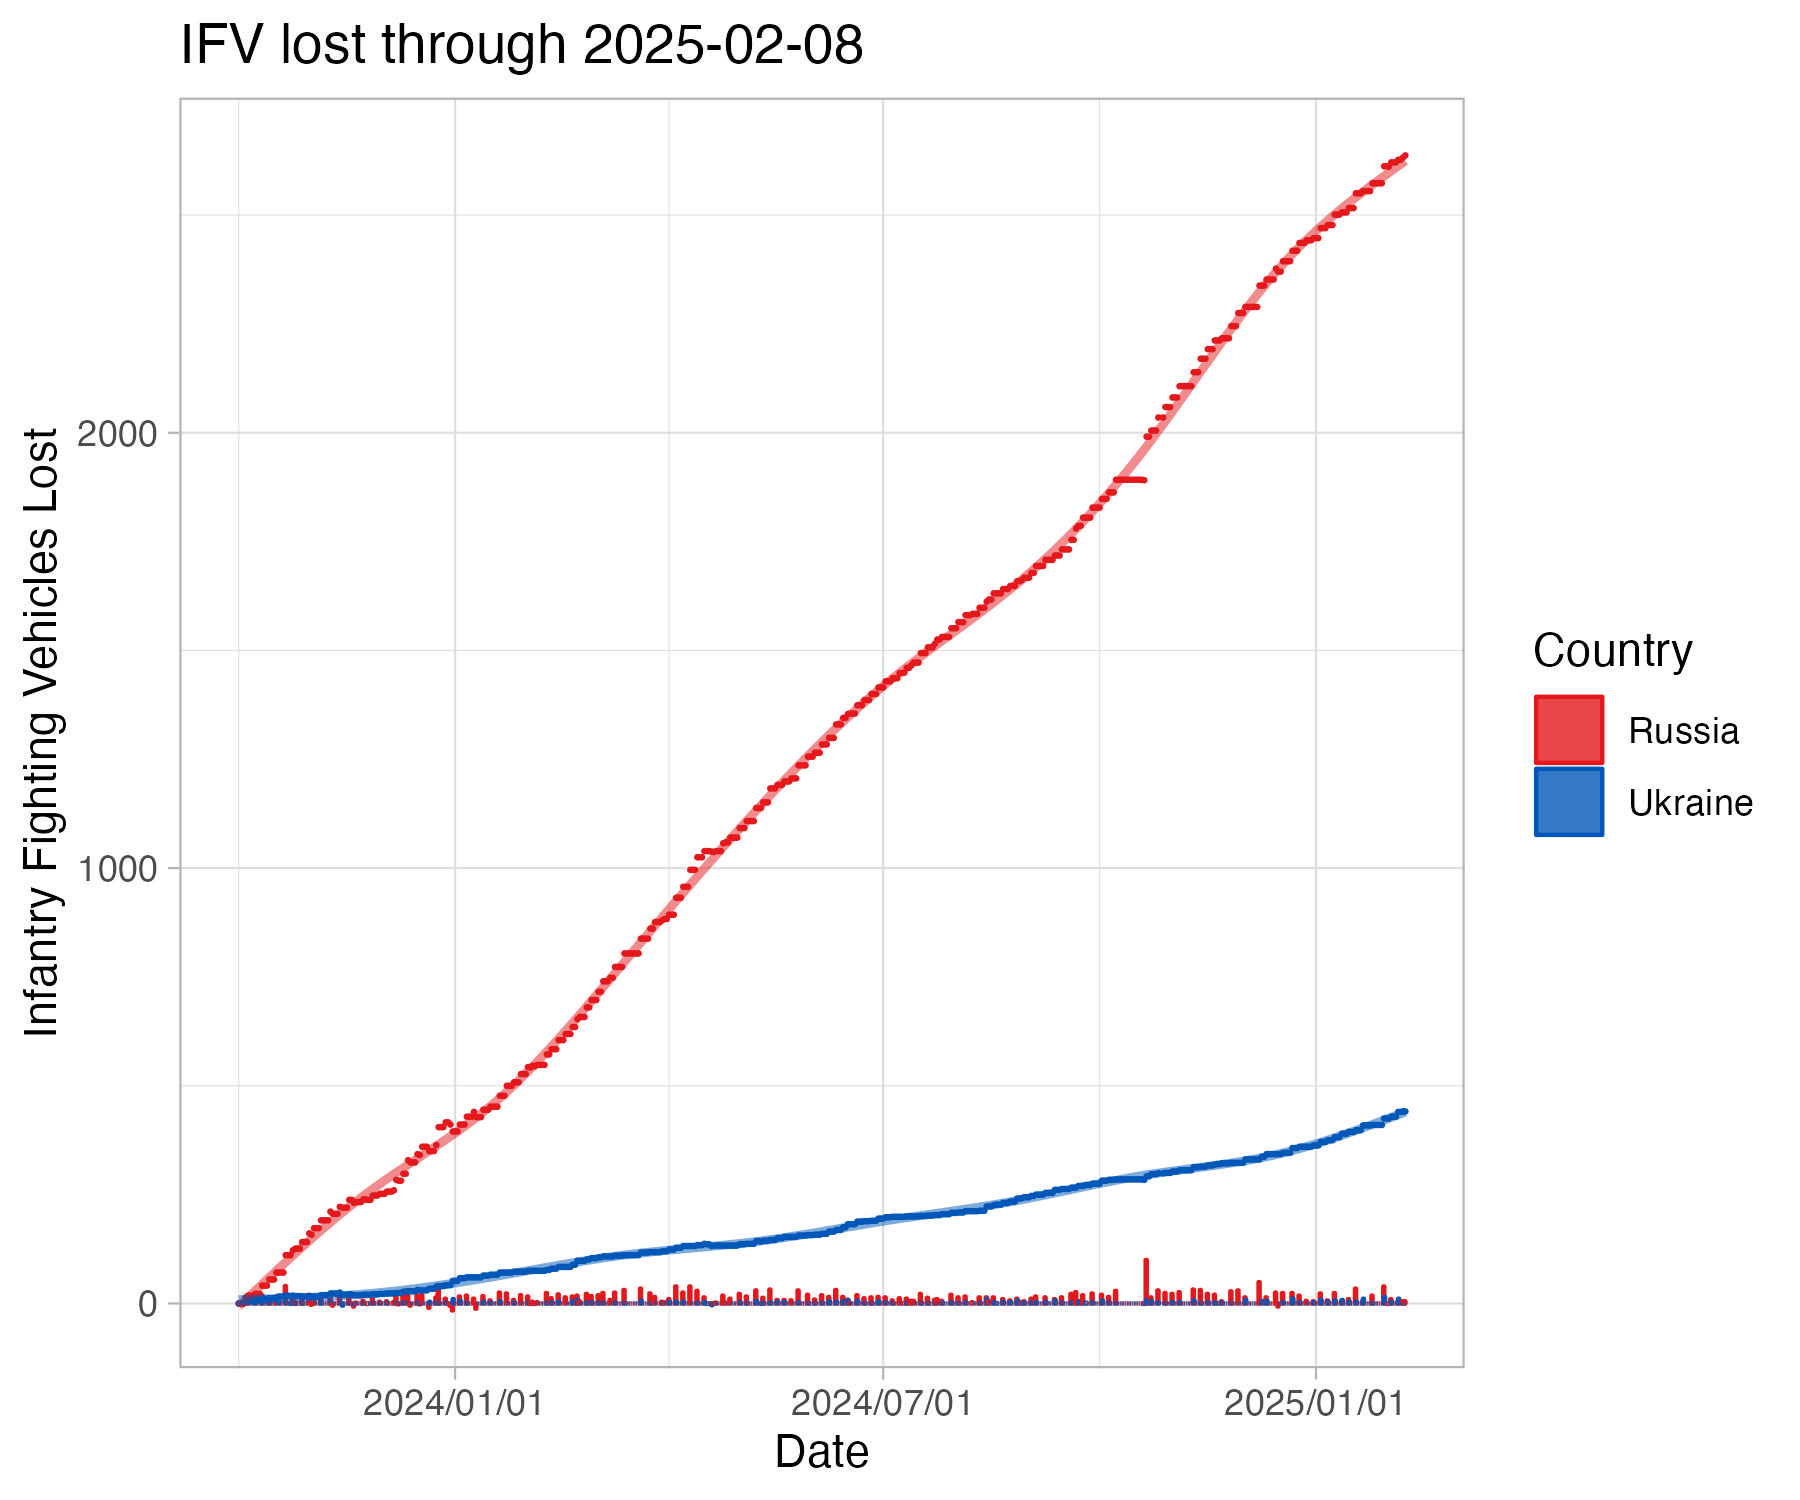 IFV lost through 2025-02-08
Infantry Fighting Vehicles Lost
2000
1000
0
2024/01/01
2024/07/01
2025/01/01
Date
Country
Russia
Ukraine